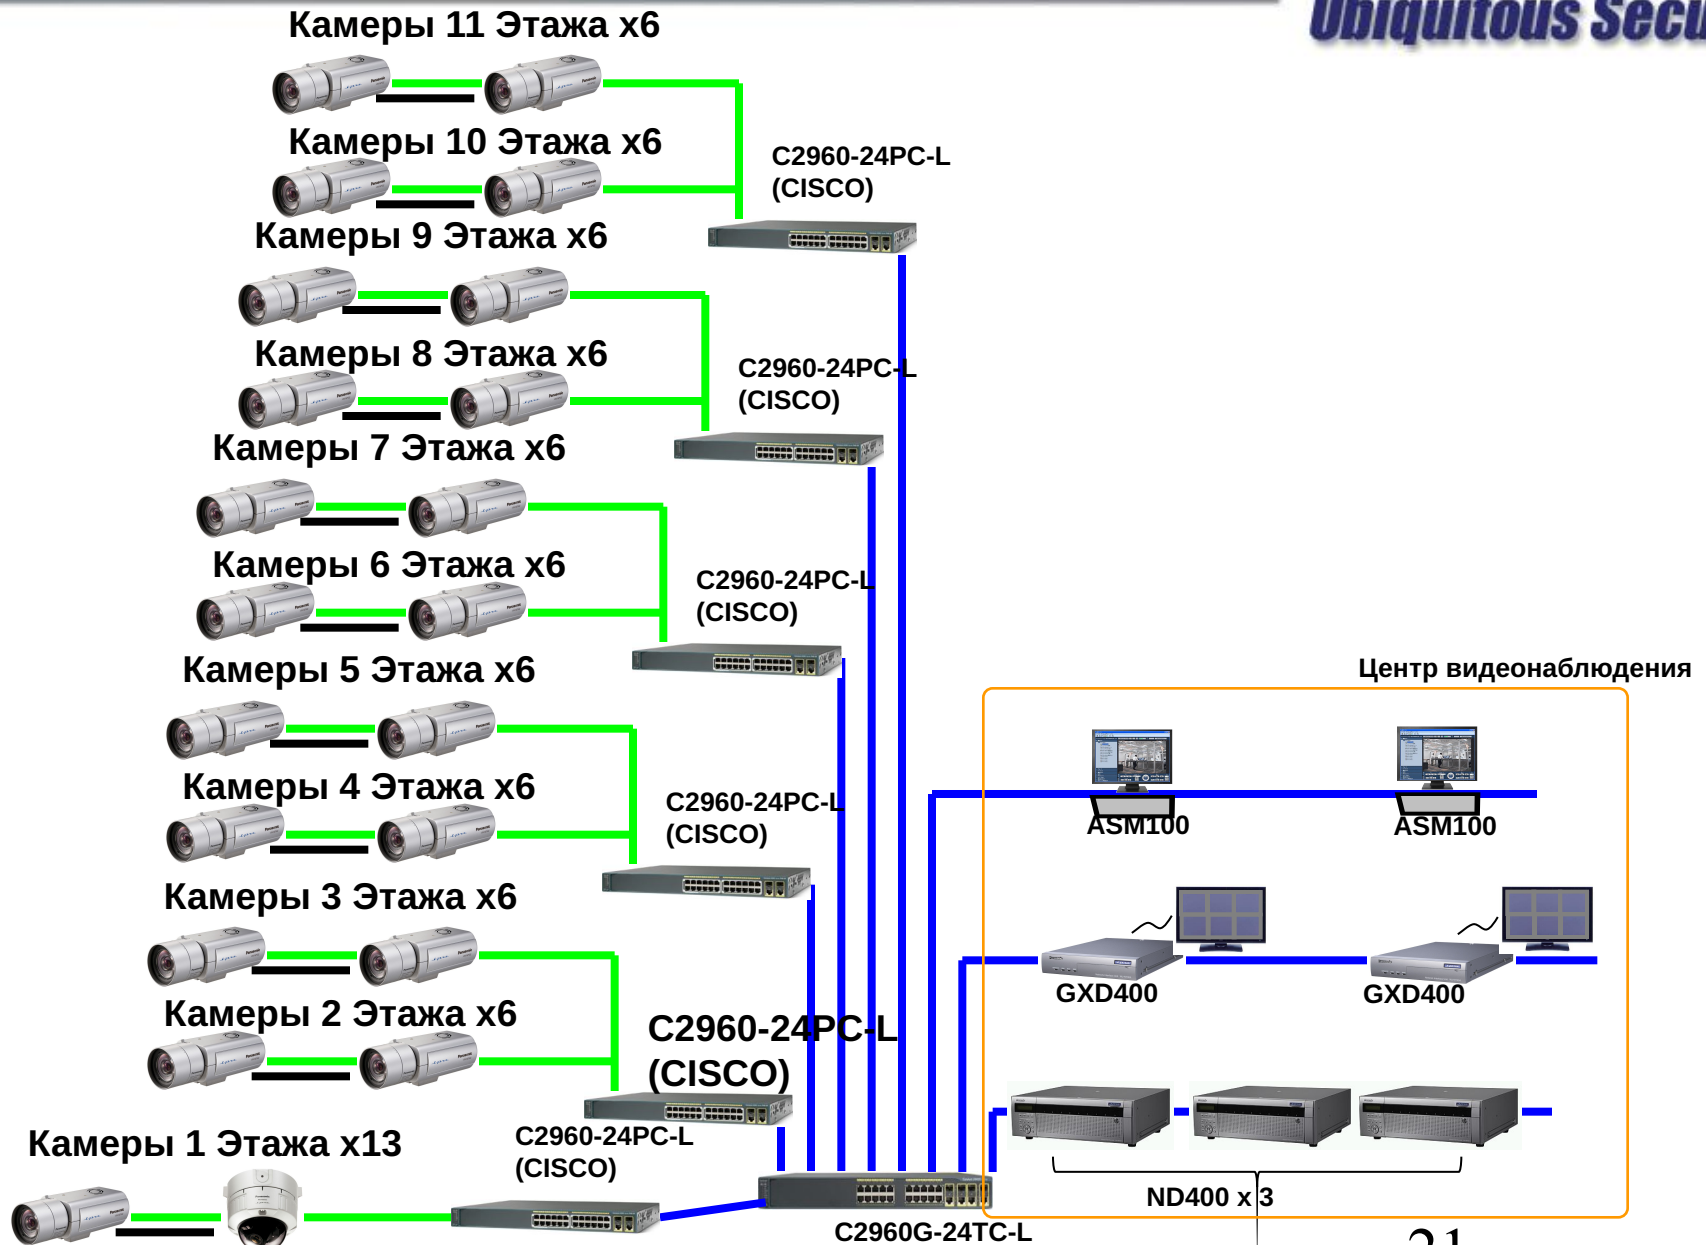 Ubiquitous Secu
Камеры 11 Этажа x6
Камеры 10 Этажа x6
C2960-24PC-L
(CISCO)
Камеры 9 Этажа x6
Камеры 8 Этажа x6
C2960-24PC-L
(CISCO)
Камеры 7 Этажа x6
Камеры 6 Этажа x6
C2960-24PC-L
(CISCO)
Камеры 5 Этажа x6
Камеры 4 Этажа x6
C2960-24PC-L
(CISCO)
Камеры 3 Этажа x6
Камеры 2 Этажа x6
C2960-24PC-L
(CISCO)
Камеры 1 Этажа x13
C2960-24PC-L
(CISCO)
C2960G-24TC-L
Центр видеонаблюдения
ASM100
ASM100
GXD400
GXD400
ND400 x 3
21